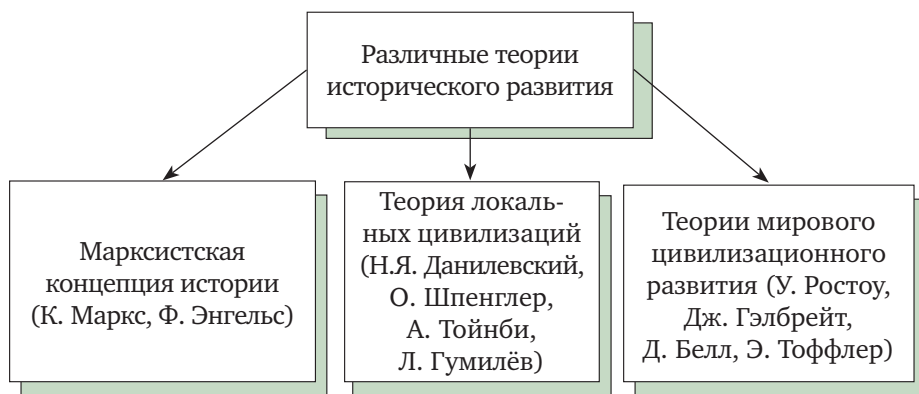 Различные теории
исторического развития
Марксистская
концепция истории
(К. Маркс, Ф. Энгельс)
Теория локаль-
ных цивилизаций
(Н.Я. Данилевский,
О. Шпенглер,
А. Тойнби,
Л. Гумилёв)
Теории мирового
цивилизационного
развития (У. Ростоу,
Дж. Гэлбрейт,
Д. Белл, Э. Тоффлер)